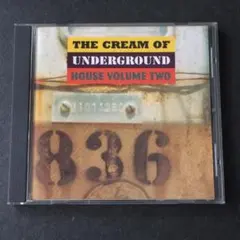 THE CREAM OF
UNDERGROUND
HOUSE VOLUME TWO
836